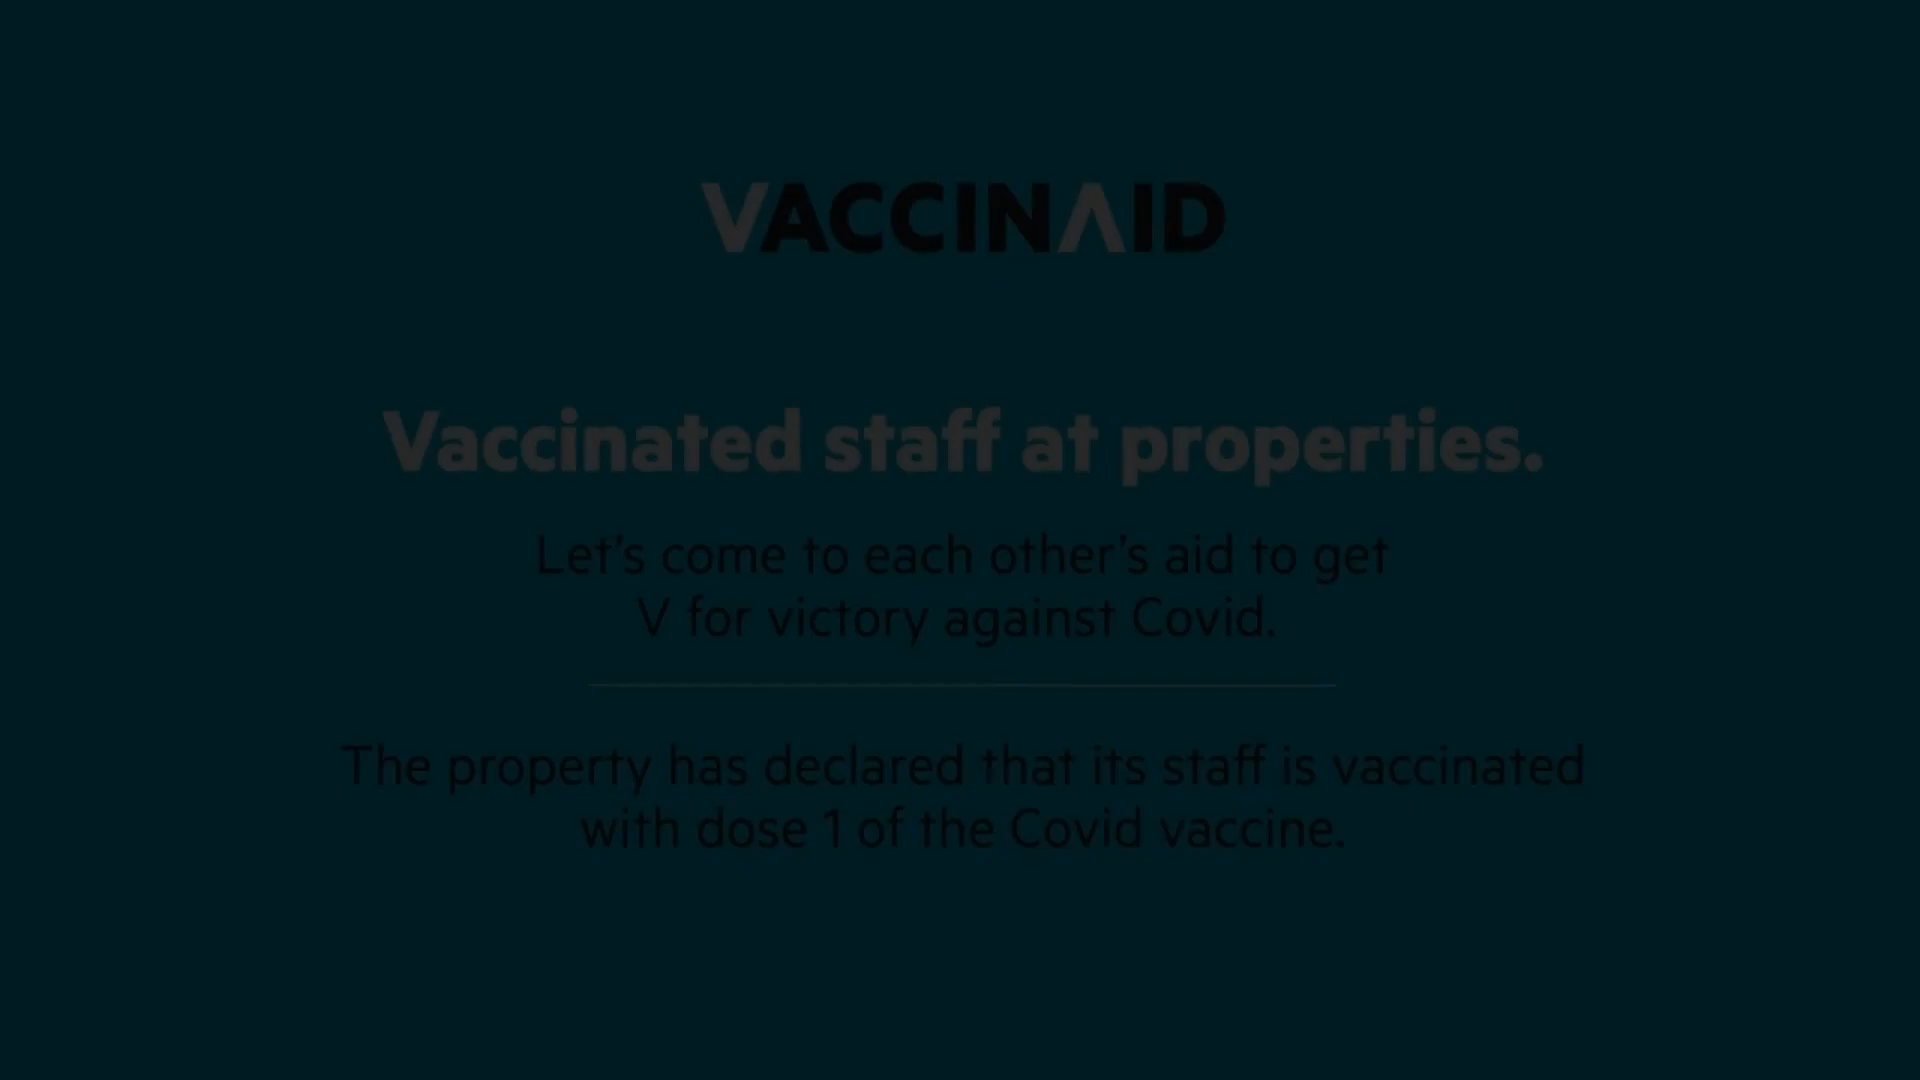 VACCINAID
Vaccinated staff at properties.
Let's come to each other's aid to get
V for victory against Covid.
The property has declared that its staff is vaccinated
with dose 1 of the Covid vaccine.